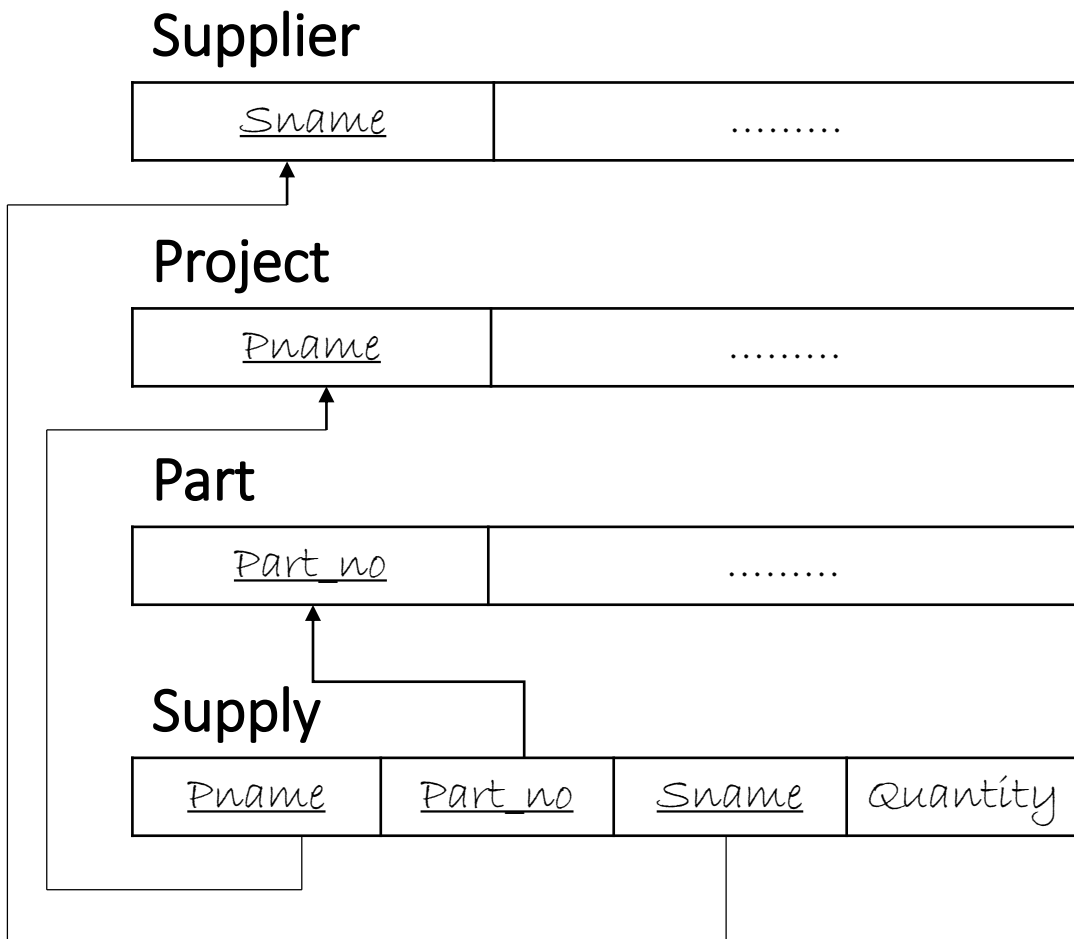 Supplier
Sname .........
Project
Pname .........
Part
Part_no .........
Supply
Pname Part_no Sname Quantity